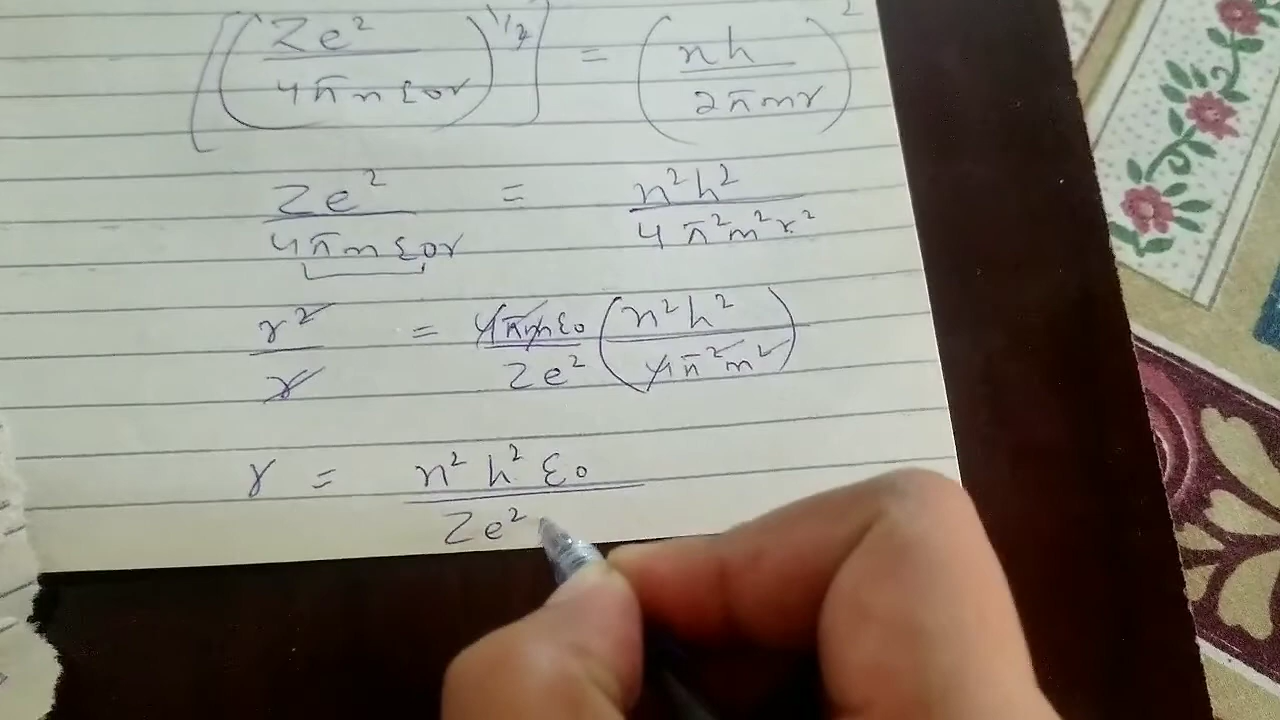 [(Ze²/4πmε₀r)^1/2] = (nh/2πmr)²
Ze²/4πmε₀r = n²h²/4π²m²r²
r²/r = 4πmε₀/Ze² (n²h²/4π²m²)
r = n²h²ε₀/Ze²